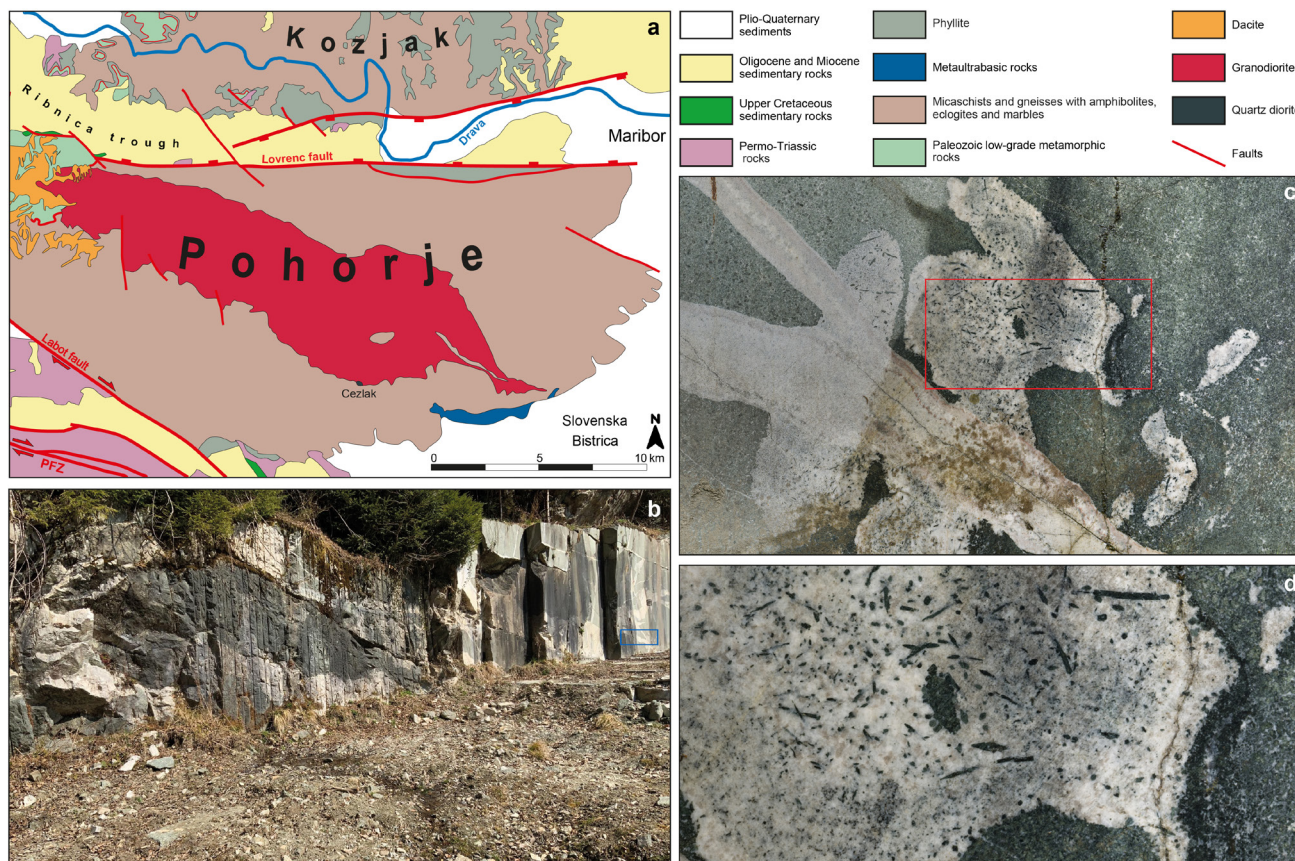 a
Kozjak
Ribnica trough
Drava
Maribor
Lovrenc fault
Pohorje
Labot fault
Cezlak
PFZ
Slovenska
Bistrica
N
0 5 10 km
Plio-Quaternary
sediments
Oligocene and Miocene
sedimentary rocks
Upper Cretaceous
sedimentary rocks
Permo-Triassic
rocks
Phyllite
Metaultrabasic rocks
Micaschists and gneisses with amphibolites,
eclogites and marbles
Paleozoic low-grade metamorphic
rocks
Dacite
Granodiorite
Quartz diorite
Faults
b
c
d